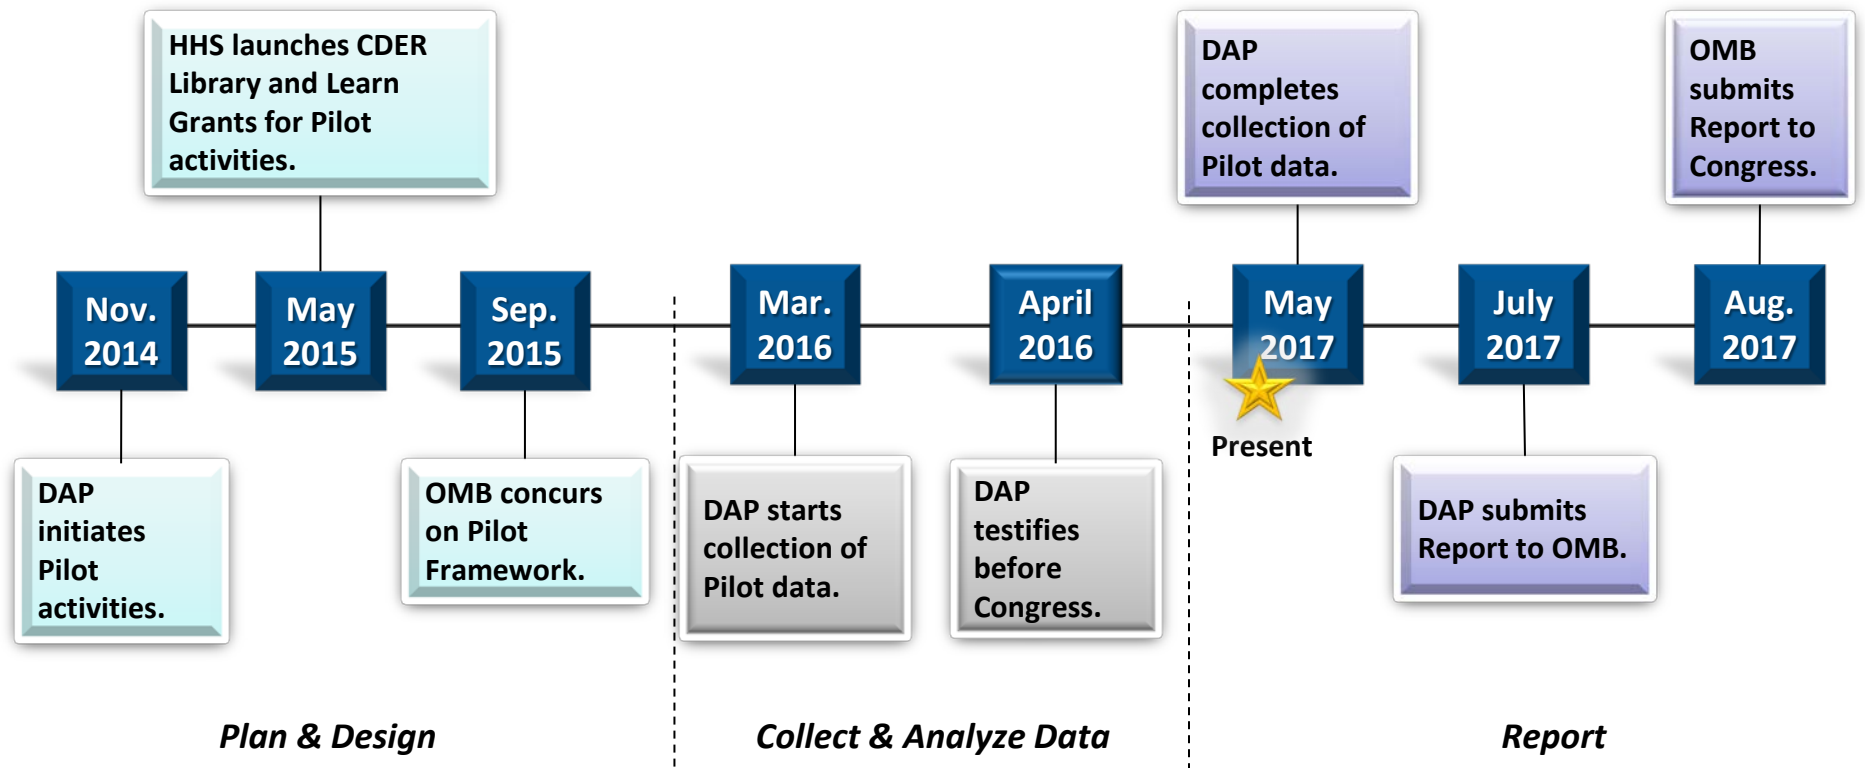 HHS launches CDER
Library and Learn
Grants for Pilot
activities.
DAP
completes
collection of
Pilot data.
OMB
submits
Report to
Congress.
Nov.
2014
May
2015
Sep.
2015
Mar.
2016
April
2016
May
2017
July
2017
Aug.
2017
Present
DAP
initiates
Pilot
activities.
OMB concurs
on Pilot
Framework.
DAP starts
collection of
Pilot data.
DAP
testifies
before
Congress.
DAP submits
Report to OMB.
Plan & Design
Collect & Analyze Data
Report